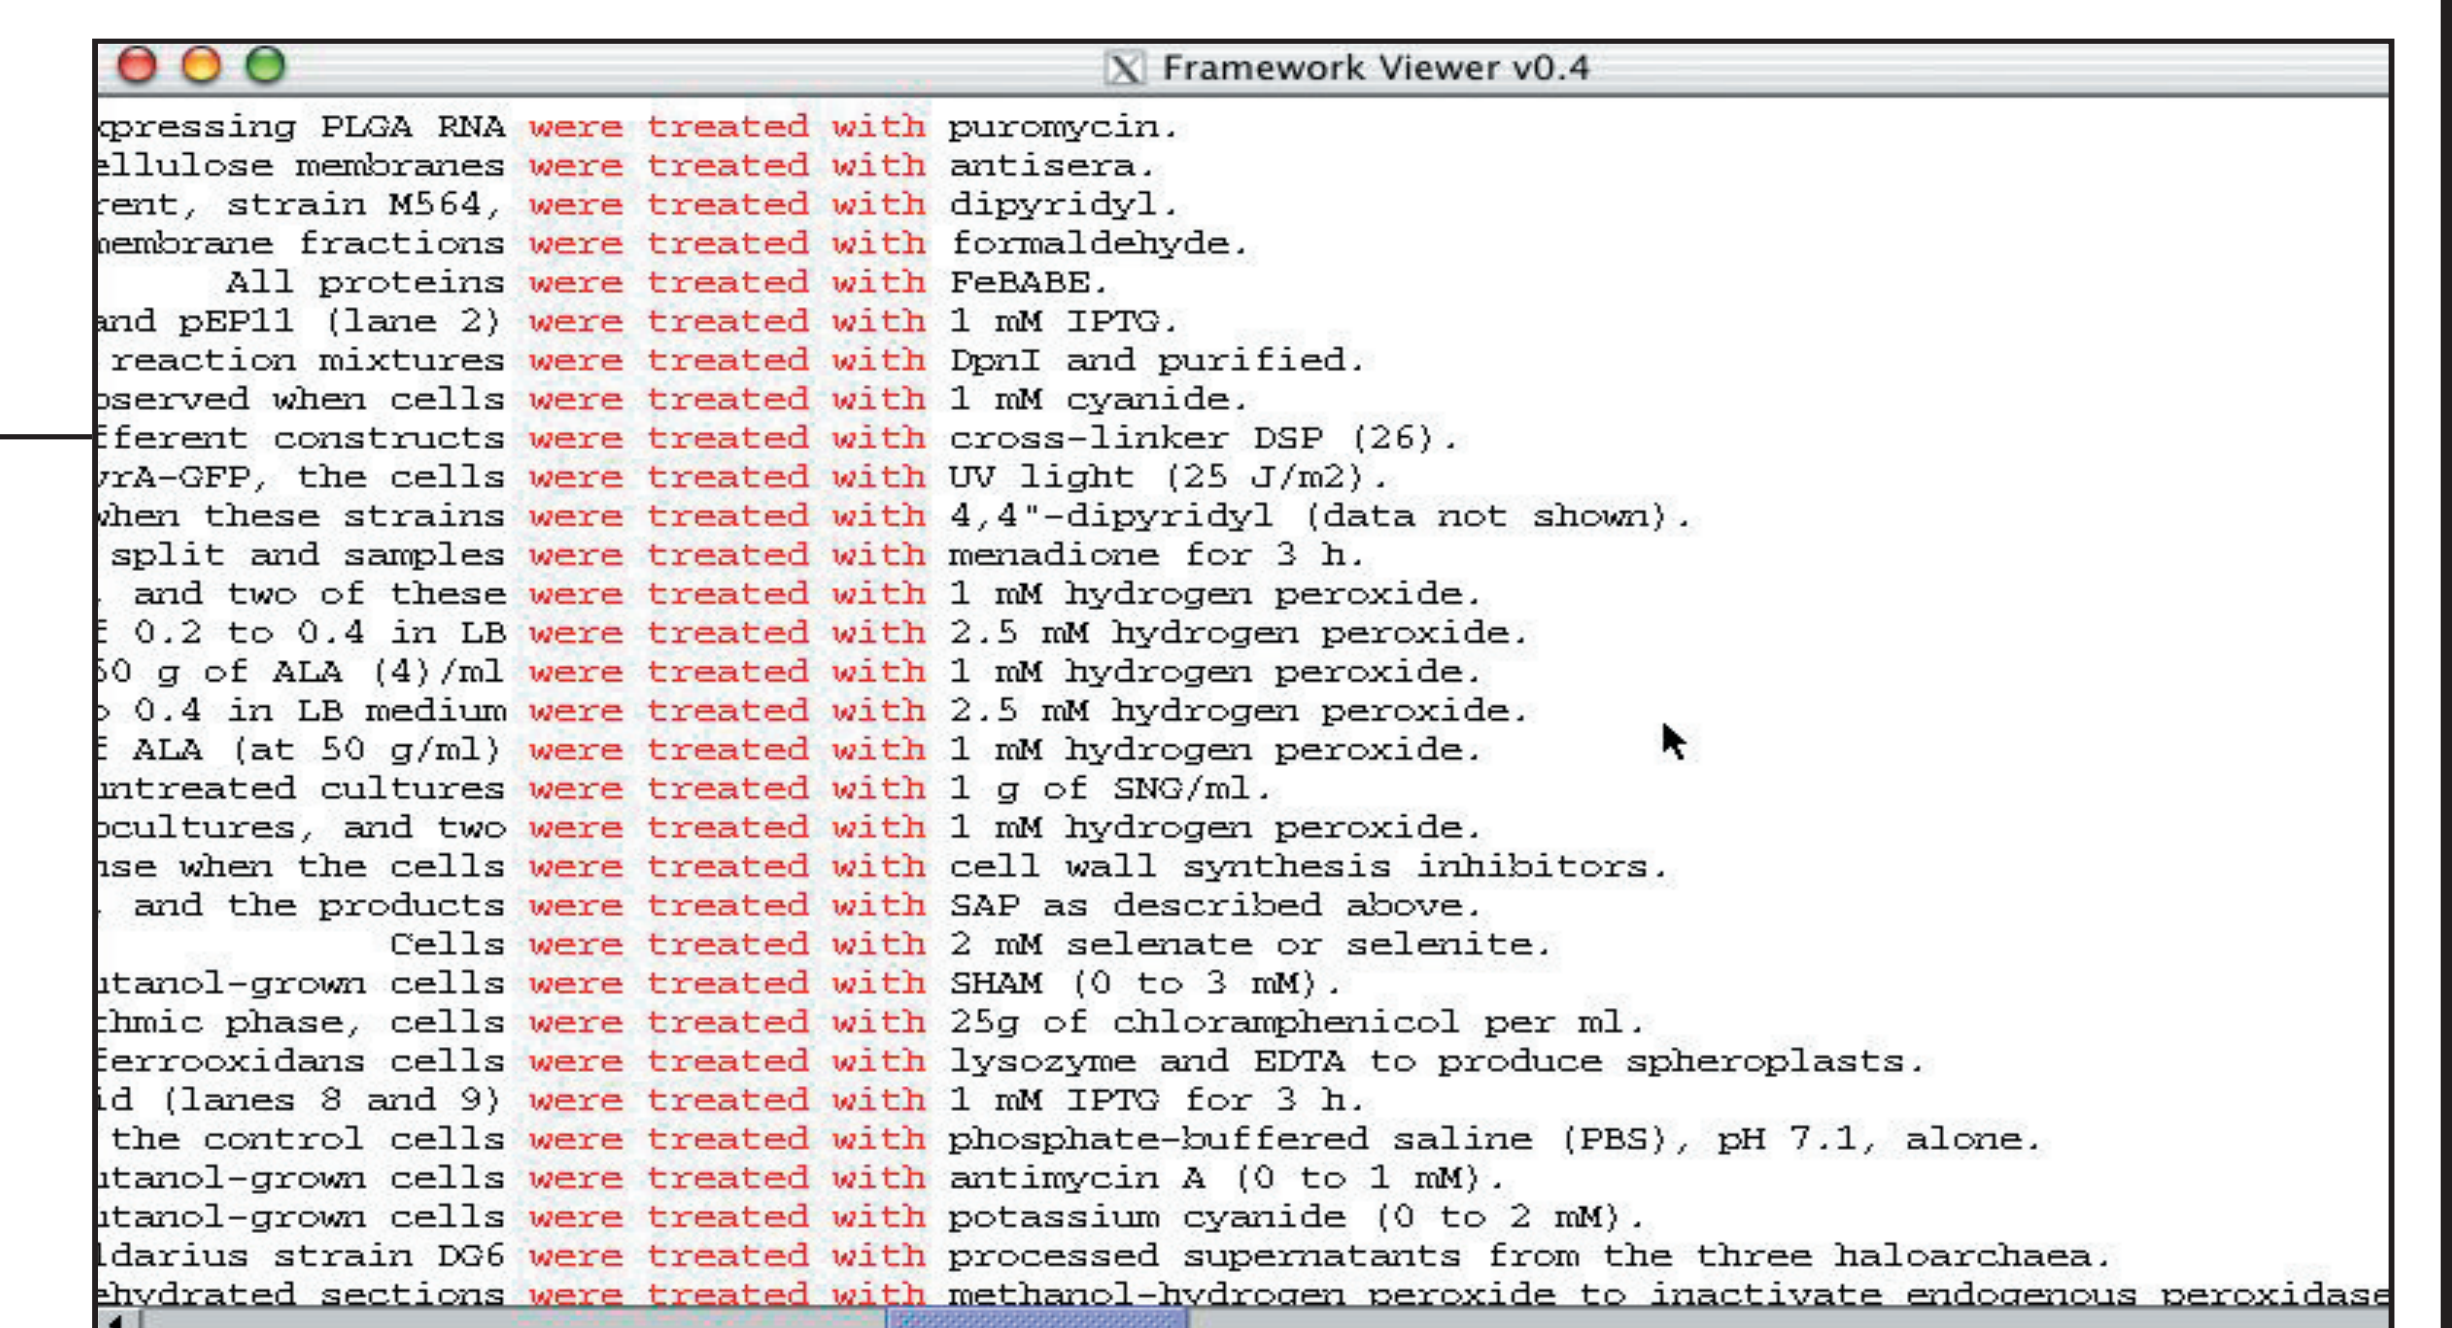 Framework Viewer v0.4
xpressing PLGA RNA were treated with puromycin.
ellulose membranes were treated with antisera.
rent, strain M564, were treated with dipyridyl.
membrane fractions were treated with formaldehyde.
All proteins were treated with FeBABE.
and pEP11 (lane 2) were treated with 1 mM IPTG.
reaction mixtures were treated with DpnI and purified.
bserved when cells were treated with 1 mM cyanide.
fferent constructs were treated with cross-linker DSP (26).
yrA-GFP, the cells were treated with UV light (25 J/m2).
when these strains were treated with 4,4"-dipyridyl (data not shown).
split and samples were treated with menadione for 3 h.
, and two of these were treated with 1 mM hydrogen peroxide.
f 0.2 to 0.4 in LB were treated with 2.5 mM hydrogen peroxide.
50 g of ALA (4)/ml were treated with 1 mM hydrogen peroxide.
o 0.4 in LB medium were treated with 2.5 mM hydrogen peroxide.
f ALA (at 50 g/ml) were treated with 1 mM hydrogen peroxide.
untreated cultures were treated with 1 g of SNG/ml.
ocultures, and two were treated with 1 mM hydrogen peroxide.
nse when the cells were treated with cell wall synthesis inhibitors.
, and the products were treated with SAP as described above.
Cells were treated with 2 mM selenate or selenite.
utanol-grown cells were treated with SHAM (0 to 3 mM).
thmic phase, cells were treated with 25g of chloramphenicol per ml.
ferrooxidans cells were treated with lysozyme and EDTA to produce spheroplasts.
id (lanes 8 and 9) were treated with 1 mM IPTG for 3 h.
the control cells were treated with phosphate-buffered saline (PBS), pH 7.1, alone.
utanol-grown cells were treated with antimycin A (0 to 1 mM).
utanol-grown cells were treated with potassium cyanide (0 to 2 mM).
ldarius strain DG6 were treated with processed supernatants from the three haloarchaea.
ehydrated sections were treated with methanol-hydrogen peroxide to inactivate endogenous peroxidase